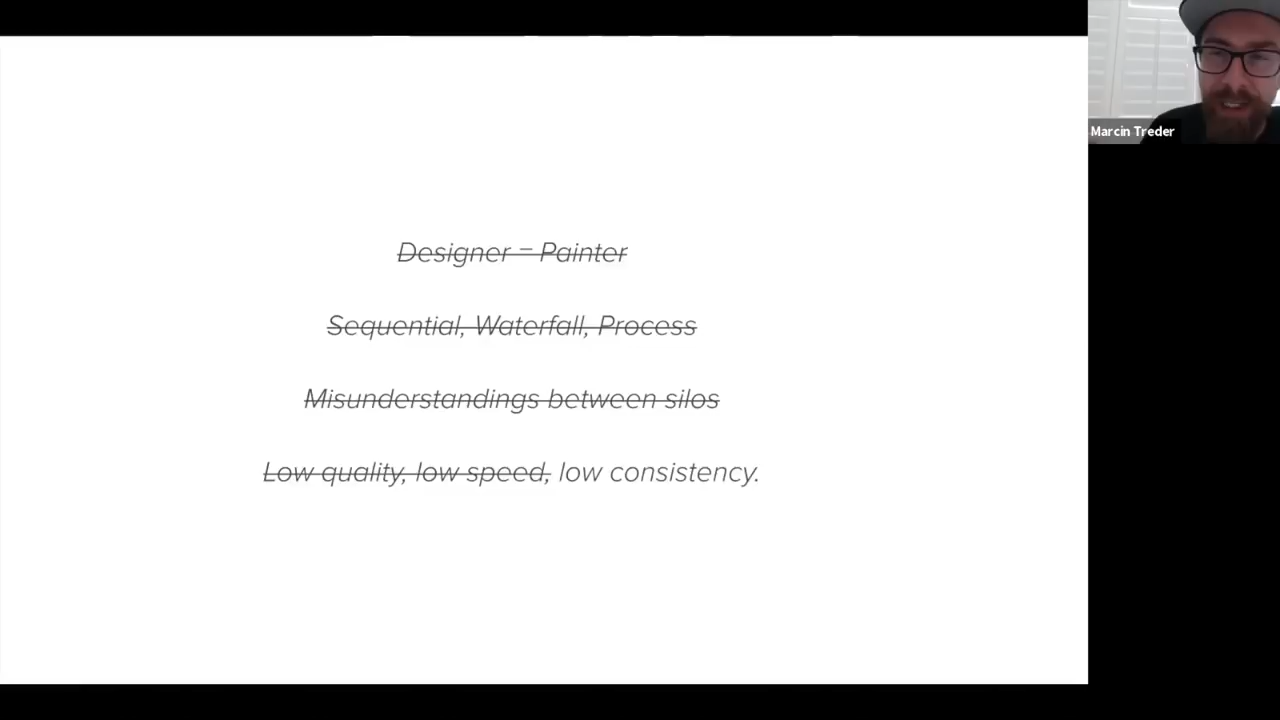 Designer = Painter
Sequential, Waterfall, Process
Misunderstandings between silos
Low quality, low speed, low consistency.
Marcin Treder